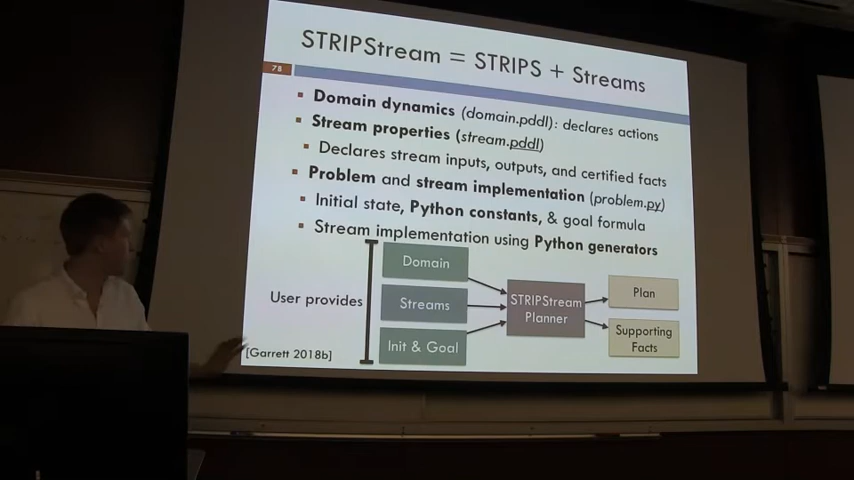 STRIPStream = STRIPS + Streams
78
Domain dynamics (domain.pddl): declares actions
Stream properties (stream.pddl)
Declares stream inputs, outputs, and certified facts
Problem and stream implementation (problem.py)
Initial state, Python constants, & goal formula
Stream implementation using Python generators
User provides
Domain
Streams
Init & Goal
STRIPStream
Planner
Plan
Supporting
Facts
[Garrett 2018b]